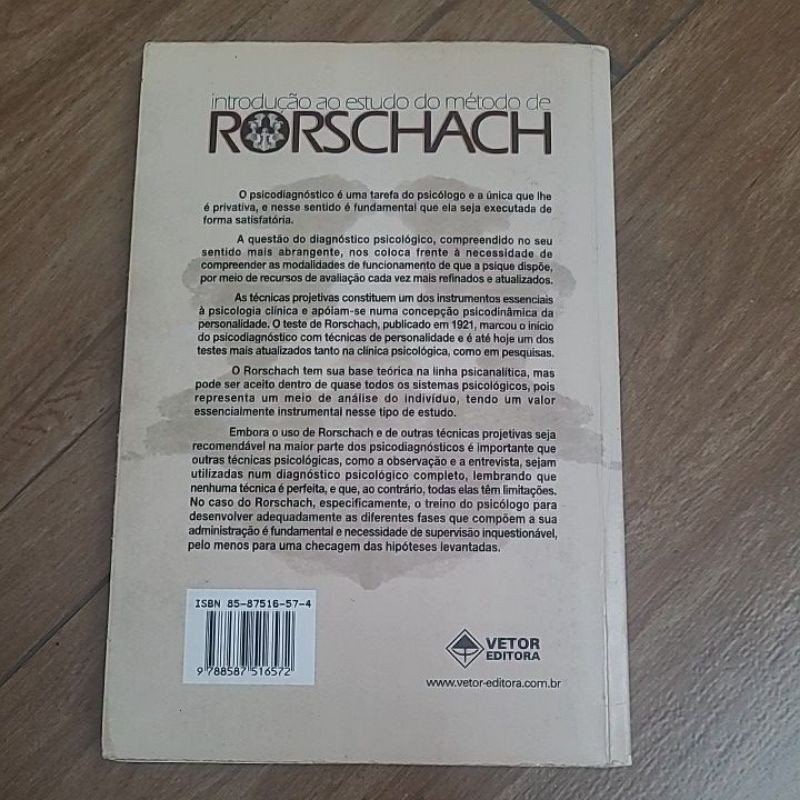 introdução ao estudo do método de
RORSCHACH
O psicodiagnóstico é uma tarefa do psicólogo e a única que lhe
é privativa, e nesse sentido é fundamental que ela seja executada de
forma satisfatória.
A questão do diagnóstico psicológico, compreendido no seu
sentido mais abrangente, nos coloca frente à necessidade de
compreender as modalidades de funcionamento de que a psique dispõe,
por meio de recursos de avaliação cada vez mais refinados e atualizados.
As técnicas projetivas constituem um dos instrumentos essenciais
à psicologia clínica e apóiam-se numa concepção psicodinâmica da
personalidade. O teste de Rorschach, publicado em 1921, marcou o início
do psicodiagnóstico com técnicas de personalidade e é até hoje um dos
testes mais atualizados tanto na clínica psicológica, como em pesquisas.
O Rorschach tem sua base teórica na linha psicanalítica, mas
pode ser aceito dentro de quase todos os sistemas psicológicos, pois
representa um meio de análise do indivíduo, tendo um valor
essencialmente instrumental nesse tipo de estudo.
Embora o uso de Rorschach e de outras técnicas projetivas seja
recomendável na maior parte dos psicodiagnósticos é importante que
outras técnicas psicológicas, como a observação e a entrevista, sejam
utilizadas num diagnóstico psicológico completo, lembrando que
nenhuma técnica é perfeita, e que, ao contrário, todas elas têm limitações.
No caso do Rorschach, especificamente, o treino do psicólogo para
desenvolver adequadamente as diferentes fases que compõem a sua
administração é fundamental e necessidade de supervisão inquestionável,
pelo menos para uma checagem das hipóteses levantadas.
ISBN 85-87516-57-4
9 788587 516572
VETOR
EDITORA
www.vetor-editora.com.br